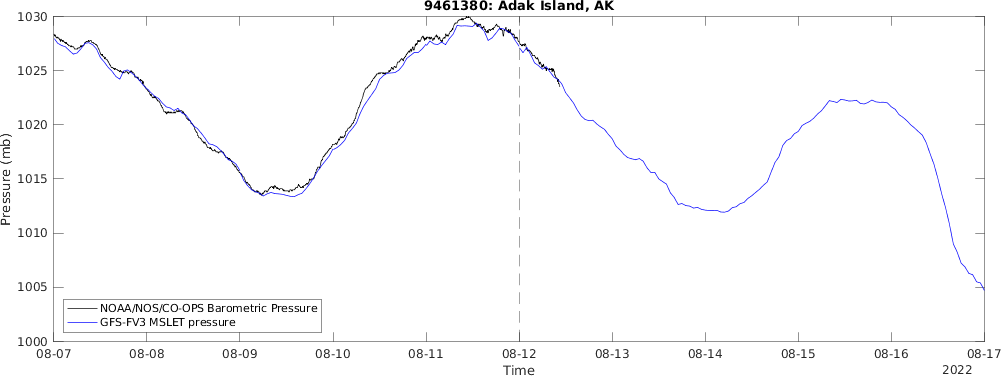 9461380: Adak Island, AK
Pressure (mb)
1030
1025
1020
1015
1010
1005
1000
NOAA/NOS/CO-OPS Barometric Pressure
GFS-FV3 MSLET pressure
08-07 08-08 08-09 08-10 08-11 08-12 08-13 08-14 08-15 08-16 08-17
Time
2022